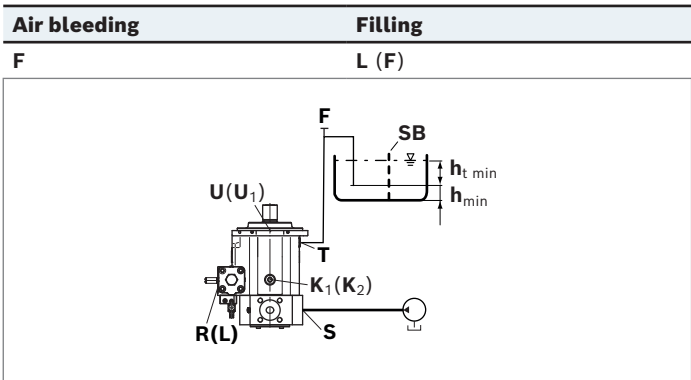 Air bleeding Filling
F L (F)
F
SB
hₜ ₘᵢₙ
U(U₁)
hₘᵢₙ
T
K₁(K₂)
R(L)
S